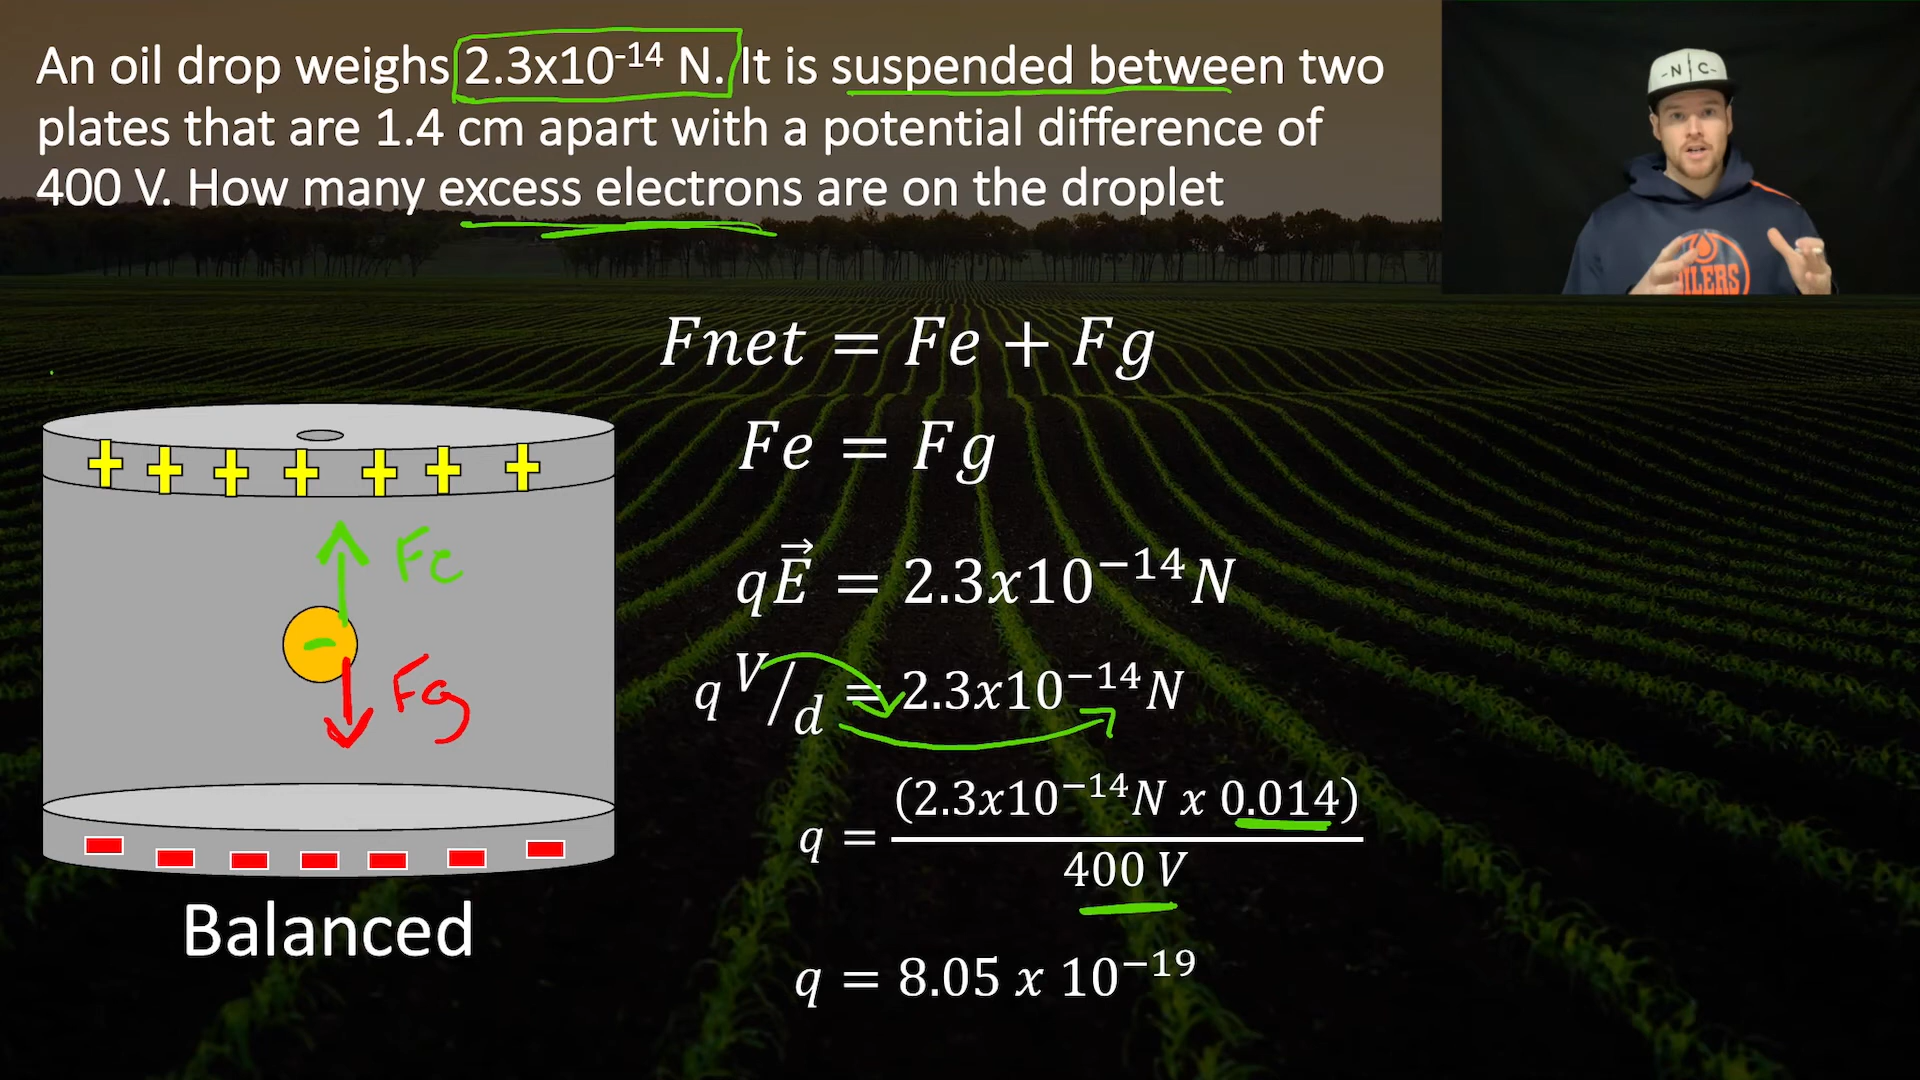 An oil drop weighs 2.3x10⁻¹⁴ N. It is suspended between two
plates that are 1.4 cm apart with a potential difference of
400 V. How many excess electrons are on the droplet
-N|C-
OILERS
Fnet = Fe + Fg
Fe = Fg
qE⃗ = 2.3x10⁻¹⁴N
q V/d = 2.3x10⁻¹⁴N
q = (2.3x10⁻¹⁴N x 0.014)
400 V
q = 8.05 x 10⁻¹⁹
+ + + + + + +
Fe
-
Fg
- - - - - - -
Balanced